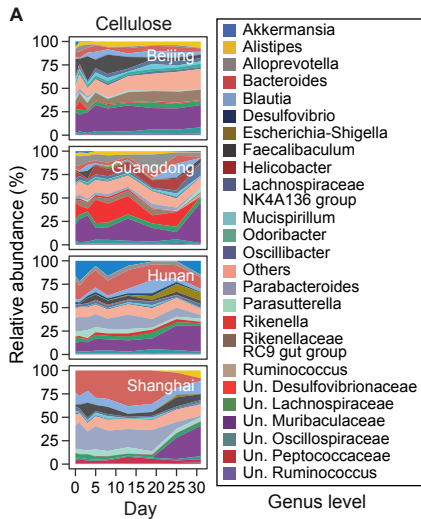 A
Cellulose
Relative abundance (%)
100
75
50
25
0
Beijing
100
75
50
25
0
Guangdong
100
75
50
25
0
Hunan
100
75
50
25
0
Shanghai
0 5 10 15 20 25 30
Day
Akkermansia
Alistipes
Alloprevotella
Bacteroides
Blautia
Desulfovibrio
Escherichia-Shigella
Faecalibaculum
Helicobacter
Lachnospiraceae
NK4A136 group
Mucispirillum
Odoribacter
Oscillibacter
Others
Parabacteroides
Parasutterella
Rikenella
Rikenellaceae
RC9 gut group
Ruminococcus
Un. Desulfovibrionaceae
Un. Lachnospiraceae
Un. Muribaculaceae
Un. Oscillospiraceae
Un. Peptococcaceae
Un. Ruminococcus
Genus level